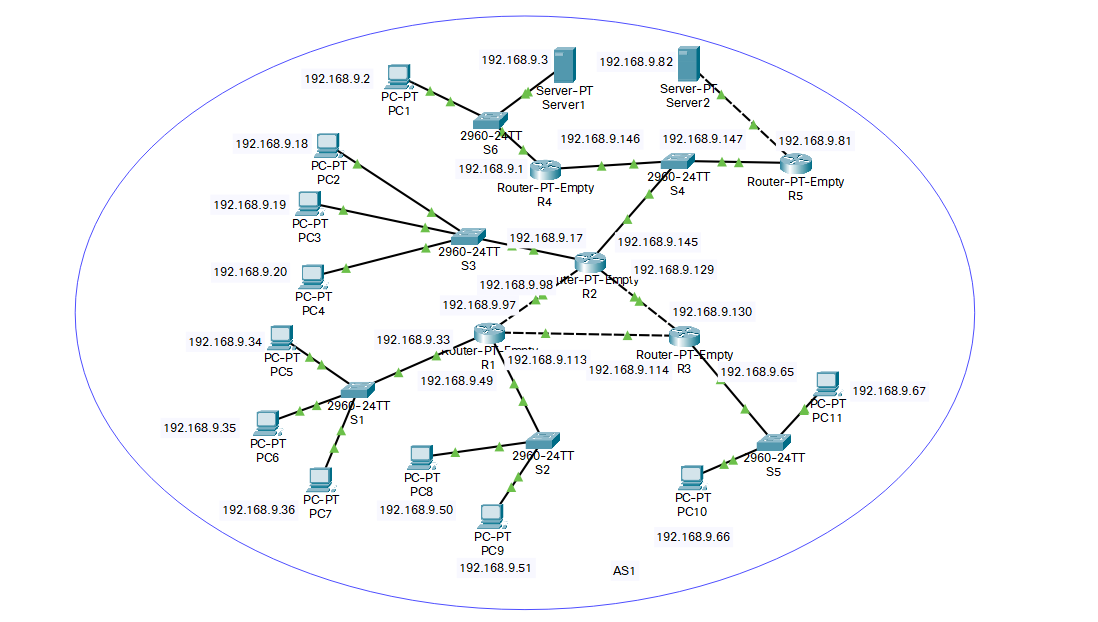 192.168.9.3
192.168.9.82
192.168.9.2
PC-PT
PC1
Server-PT
Server1
Server-PT
Server2
192.168.9.18
2960-24TT
S6
192.168.9.146
192.168.9.147
192.168.9.81
PC-PT
PC2
192.168.9.1
2960-24TT
S4
Router-PT-Empty
R4
Router-PT-Empty
R5
192.168.9.19
PC-PT
PC3
192.168.9.17
192.168.9.145
2960-24TT
S3
192.168.9.20
192.168.9.129
PC-PT
PC4
192.168.9.98
uter-PT-Empty
R2
192.168.9.97
192.168.9.130
192.168.9.34
192.168.9.33
PC-PT
PC5
Router-PT-Empty
R1
192.168.9.113
Router-PT-Empty
R3
192.168.9.114
192.168.9.65
192.168.9.49
192.168.9.67
2960-24TT
S1
PC-PT
PC11
192.168.9.35
PC-PT
PC6
2960-24TT
S2
2960-24TT
S5
PC-PT
PC8
PC-PT
PC7
PC-PT
PC10
192.168.9.36
192.168.9.50
PC-PT
PC9
192.168.9.66
192.168.9.51
AS1